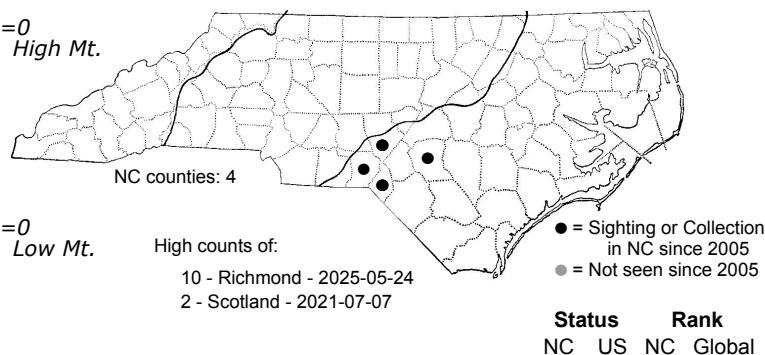 =0
High Mt.
NC counties: 4
=0
Low Mt.
High counts of:
10 - Richmond - 2025-05-24
2 - Scotland - 2021-07-07
● = Sighting or Collection
in NC since 2005
● = Not seen since 2005
Status Rank
NC US NC Global